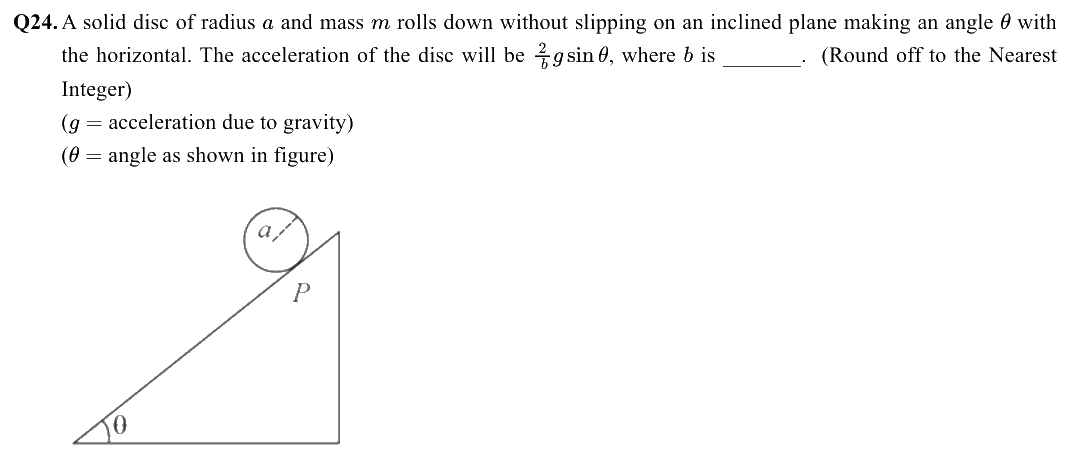 Q24. A solid disc of radius a and mass m rolls down without slipping on an inclined plane making an angle θ with
the horizontal. The acceleration of the disc will be 2/b g sin θ, where b is _______. (Round off to the Nearest
Integer)
(g = acceleration due to gravity)
(θ = angle as shown in figure)
a
P
θ